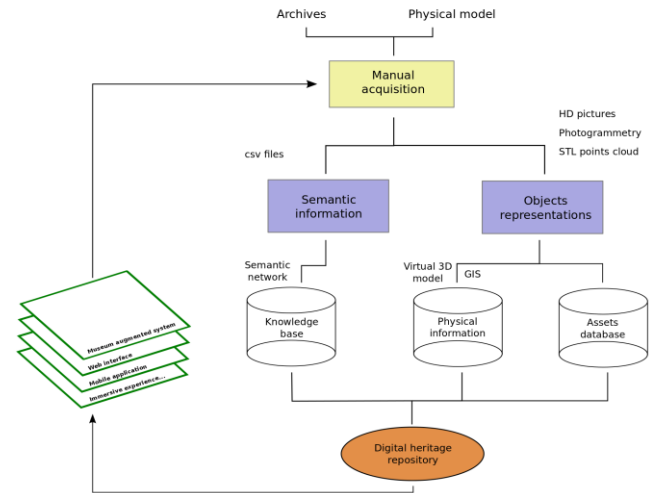 Archives
Physical model
Manual
acquisition
HD pictures
Photogrammetry
STL points cloud
csv files
Semantic
information
Objects
representations
Semantic
network
Virtual 3D
model
GIS
Knowledge
base
Physical
information
Assets
database
Museum augmented system
Web interface
Mobile application
Immersive experience...
Digital heritage
repository